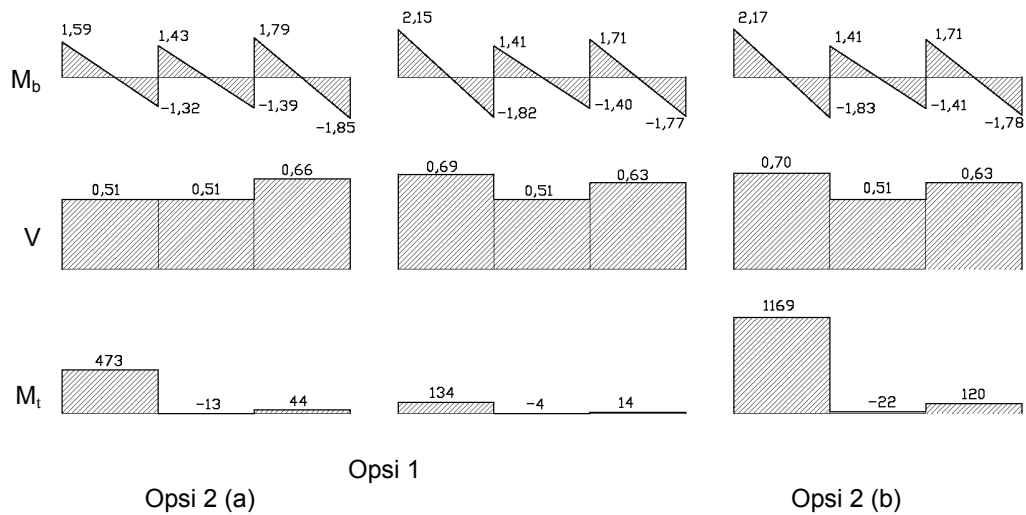 1,59 1,43 1,79 2,15 1,41 1,71 2,17 1,41 1,71
M_b
−1,32 −1,39 −1,85 −1,82 −1,40 −1,77 −1,83 −1,41 −1,78
0,51 0,51 0,66 0,69 0,51 0,63 0,70 0,51 0,63
V
473 −13 44 134 −4 14 1169 −22 120
M_t
Opsi 1
Opsi 2 (a) Opsi 2 (b)